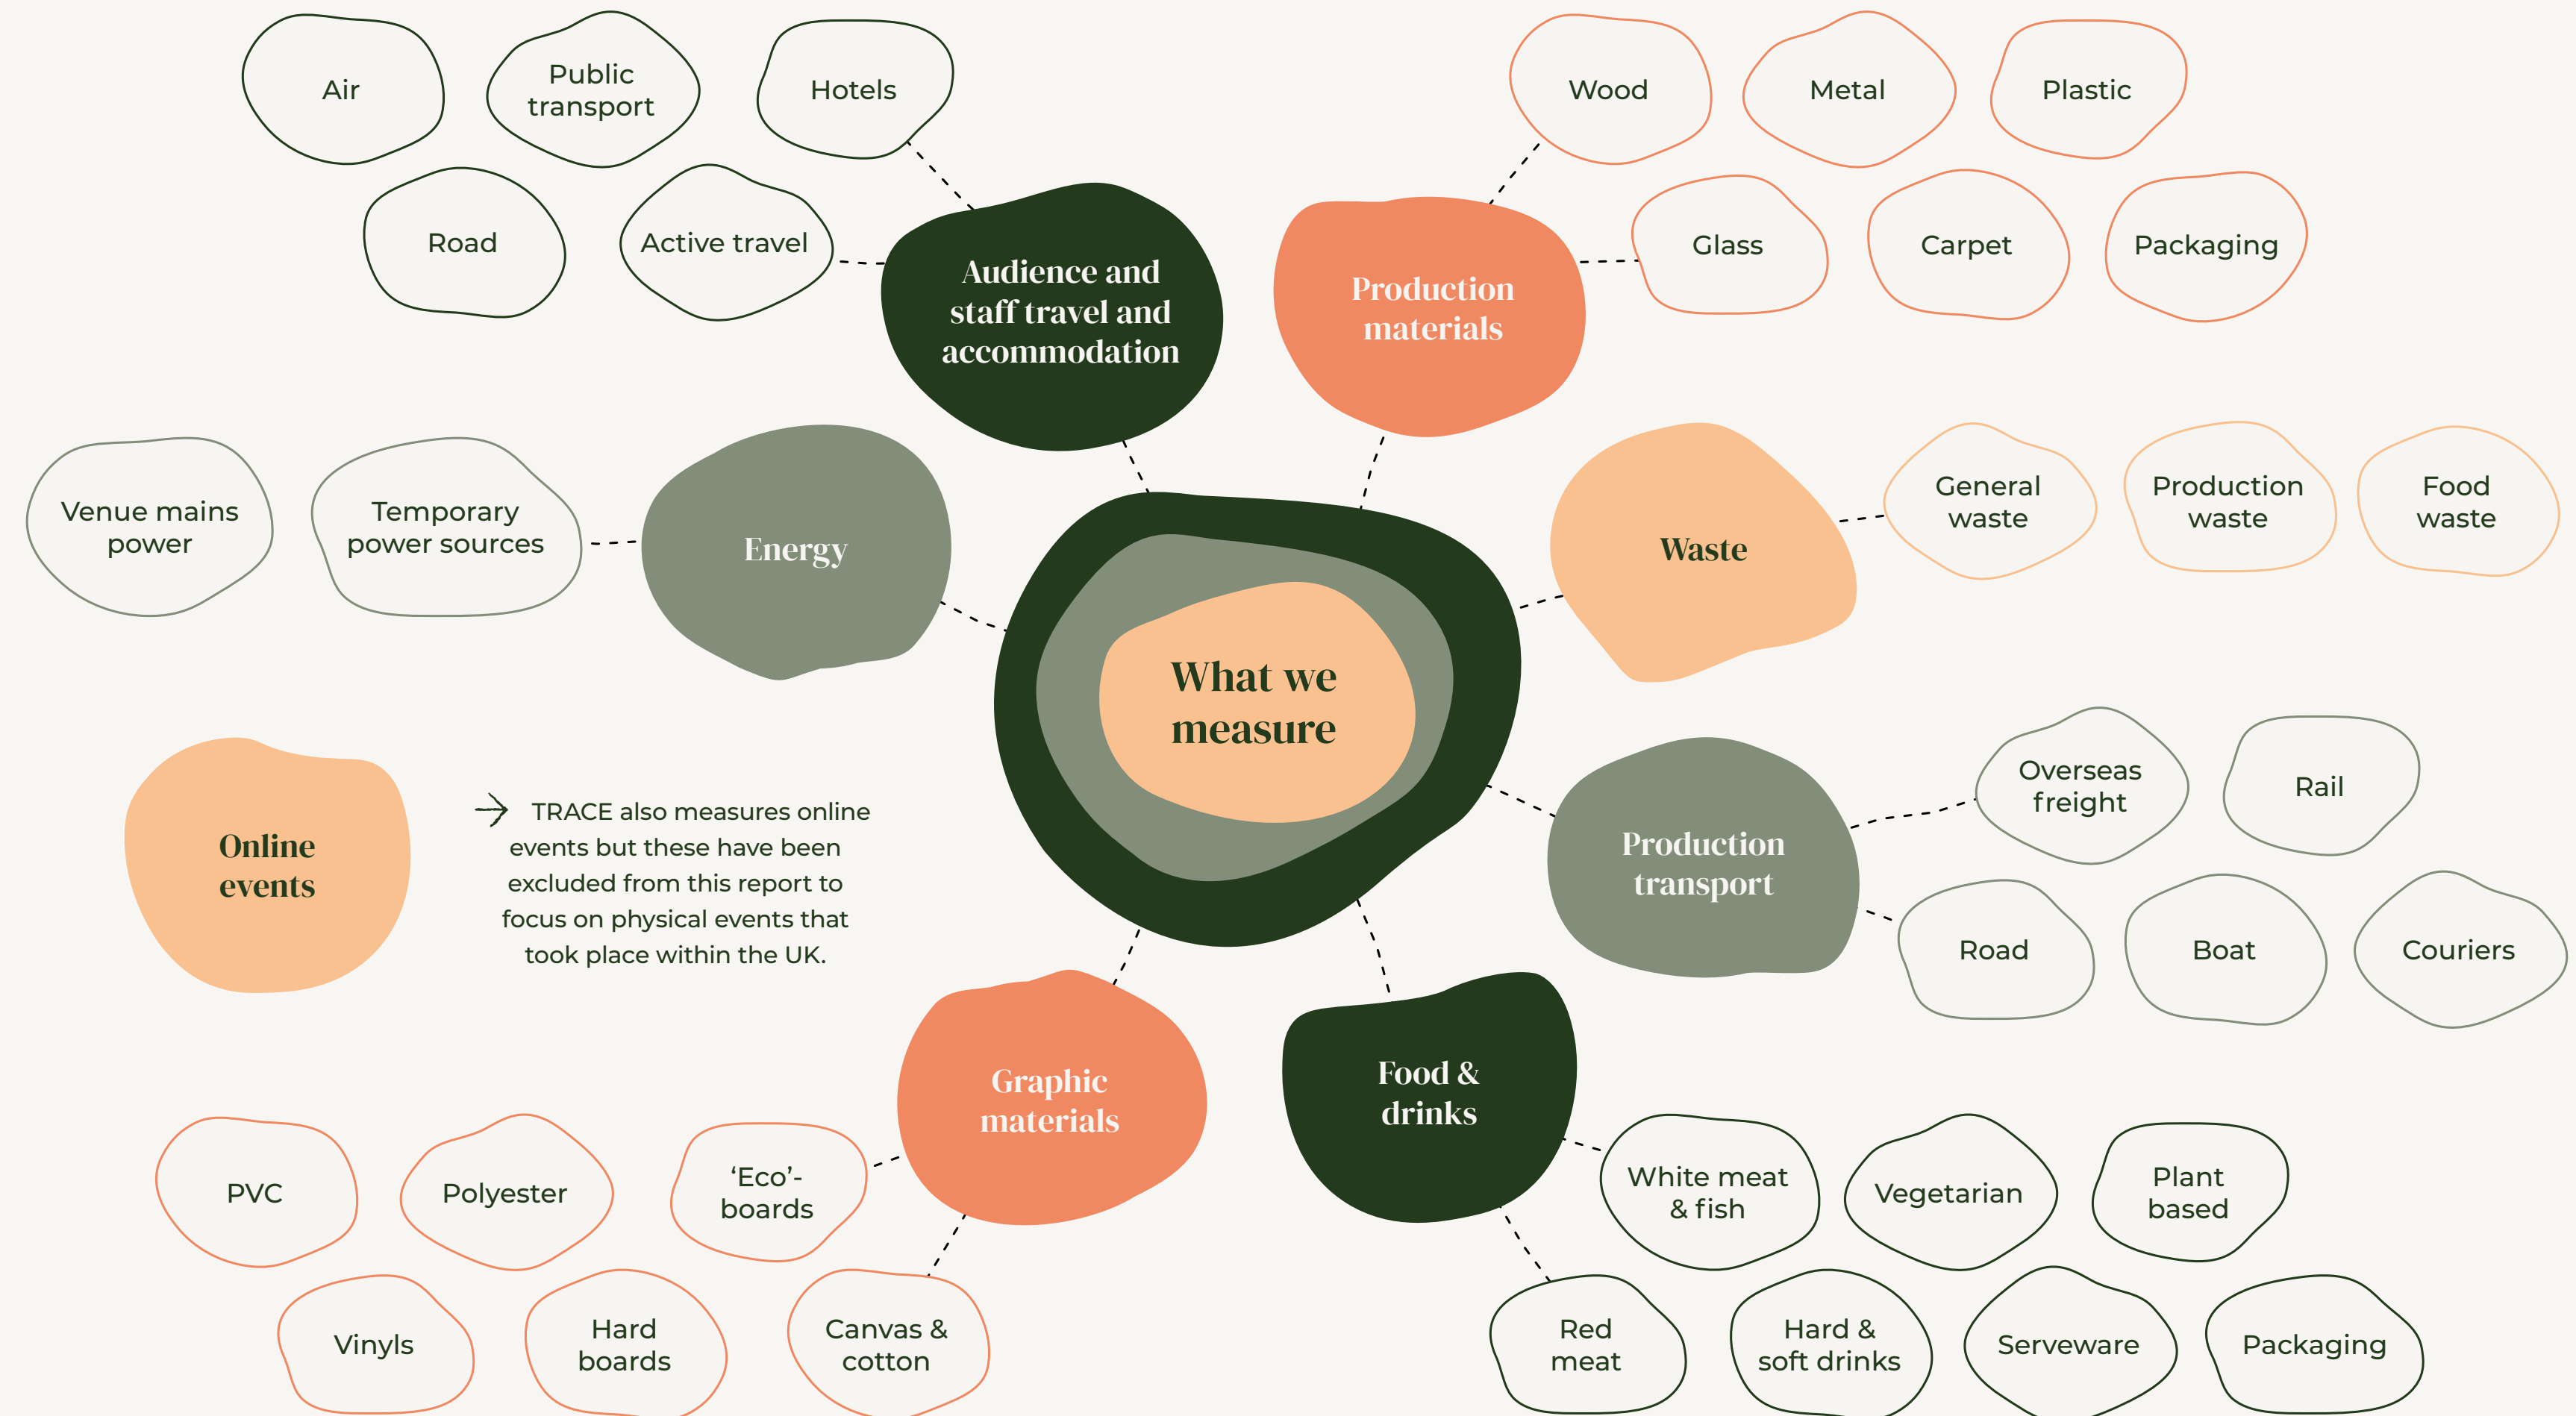 Air
Public
transport
Hotels
Road
Active travel
Audience and
staff travel and
accommodation
Wood
Metal
Plastic
Glass
Carpet
Packaging
Production
materials
Venue mains
power
Temporary
power sources
Energy
Waste
General
waste
Production
waste
Food
waste
What we
measure
Online
events
TRACE also measures online
events but these have been
excluded from this report to
focus on physical events that
took place within the UK.
Production
transport
Overseas
freight
Rail
Road
Boat
Couriers
Graphic
materials
PVC
Polyester
‘Eco’-
boards
Vinyls
Hard
boards
Canvas &
cotton
Food &
drinks
White meat
& fish
Vegetarian
Plant
based
Red
meat
Hard &
soft drinks
Serveware
Packaging